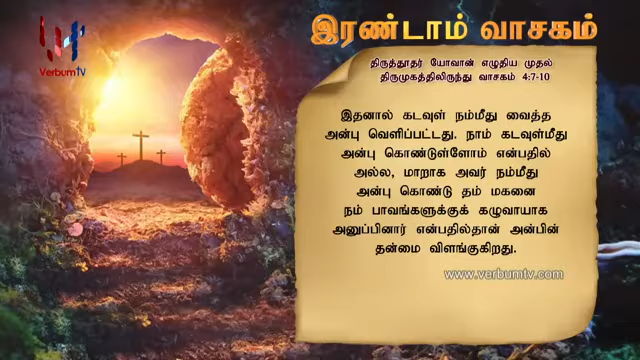 VerbumTV
இரண்டாம் வாசகம்
திருத்தூதர் யோவான் எழுதிய முதல்
திருமுகத்திலிருந்து வாசகம் 4:7-10
இதனால் கடவுள் நம்மீது வைத்த
அன்பு வெளிப்பட்டது. நாம் கடவுள்மீது
அன்பு கொண்டுள்ளோம் என்பதில்
அல்ல, மாறாக அவர் நம்மீது
அன்பு கொண்டு தம் மகனை
நம் பாவங்களுக்குக் கழுவாயாக
அனுப்பினார் என்பதில்தான் அன்பின்
தன்மை விளங்குகிறது.
www.verbumtv.com